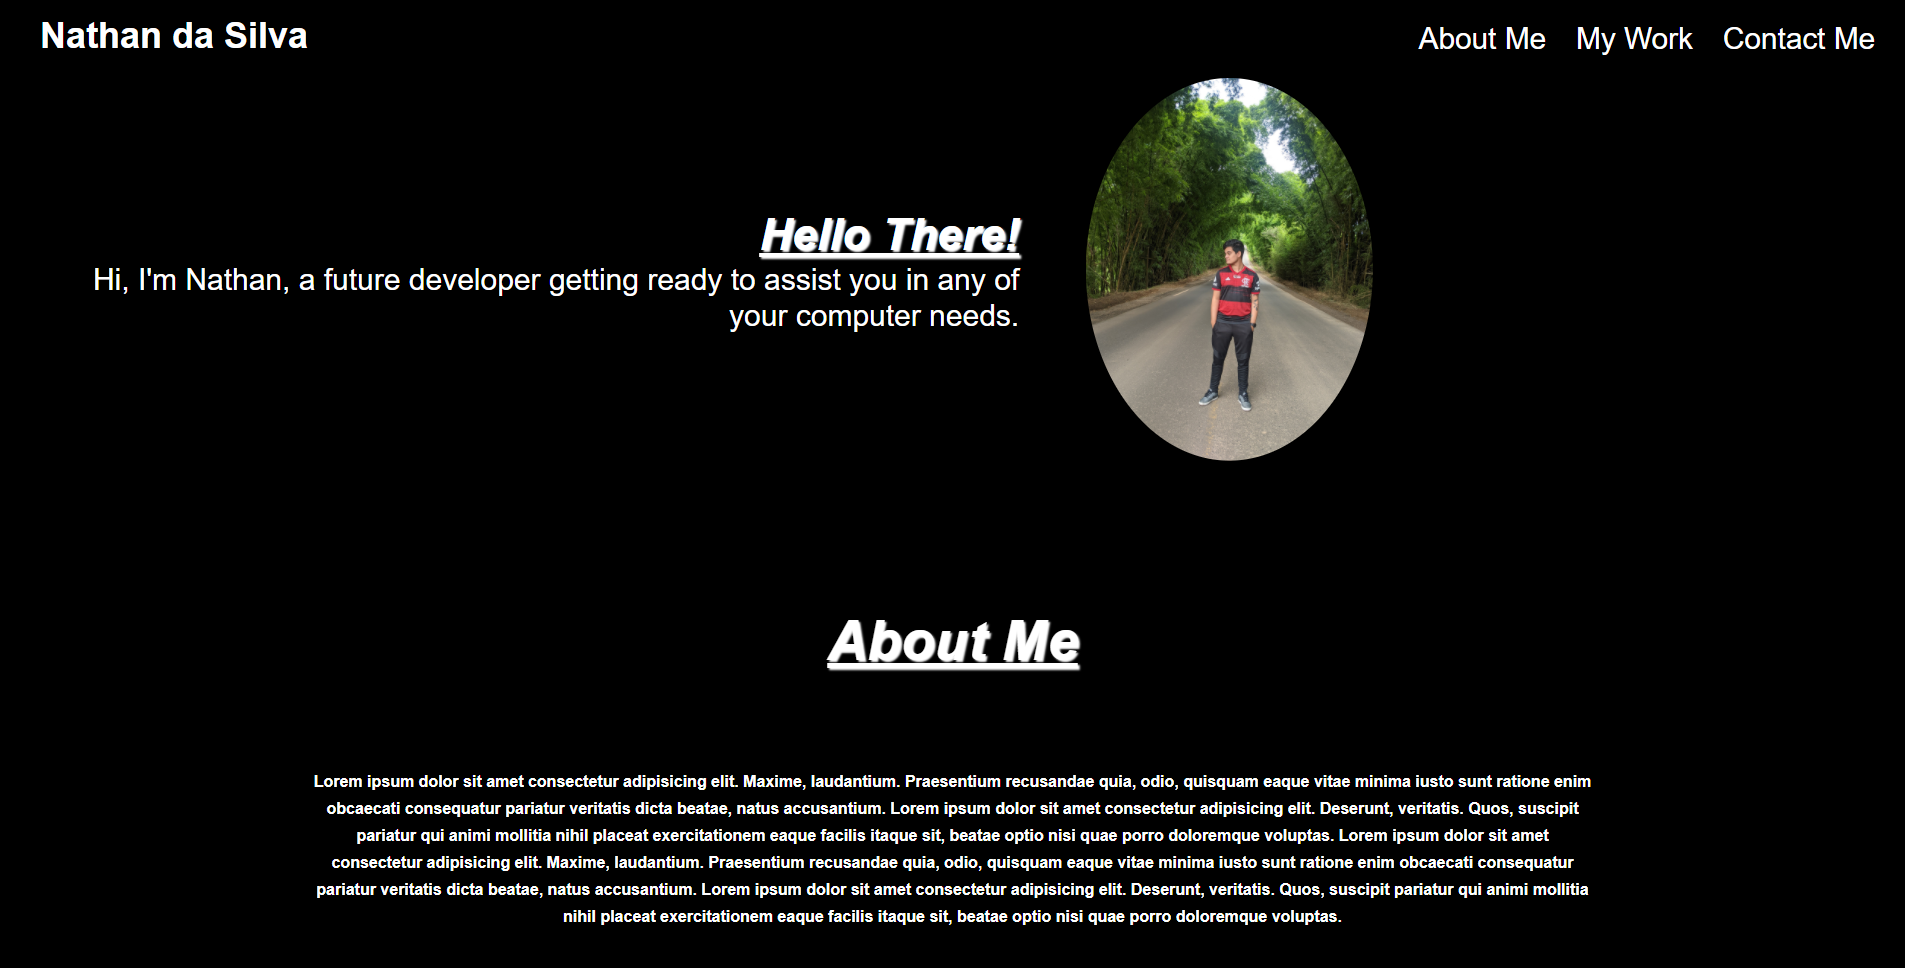 Nathan da Silva
About Me My Work Contact Me
Hello There!
Hi, I'm Nathan, a future developer getting ready to assist you in any of
your computer needs.
About Me
Lorem ipsum dolor sit amet consectetur adipisicing elit. Maxime, laudantium. Praesentium recusandae quia, odio, quisquam eaque vitae minima iusto sunt ratione enim
obcaecati consequatur pariatur veritatis dicta beatae, natus accusantium. Lorem ipsum dolor sit amet consectetur adipisicing elit. Deserunt, veritatis. Quos, suscipit
pariatur qui animi mollitia nihil placeat exercitationem eaque facilis itaque sit, beatae optio nisi quae porro doloremque voluptas. Lorem ipsum dolor sit amet
consectetur adipisicing elit. Maxime, laudantium. Praesentium recusandae quia, odio, quisquam eaque vitae minima iusto sunt ratione enim obcaecati consequatur
pariatur veritatis dicta beatae, natus accusantium. Lorem ipsum dolor sit amet consectetur adipisicing elit. Deserunt, veritatis. Quos, suscipit pariatur qui animi mollitia
nihil placeat exercitationem eaque facilis itaque sit, beatae optio nisi quae porro doloremque voluptas.